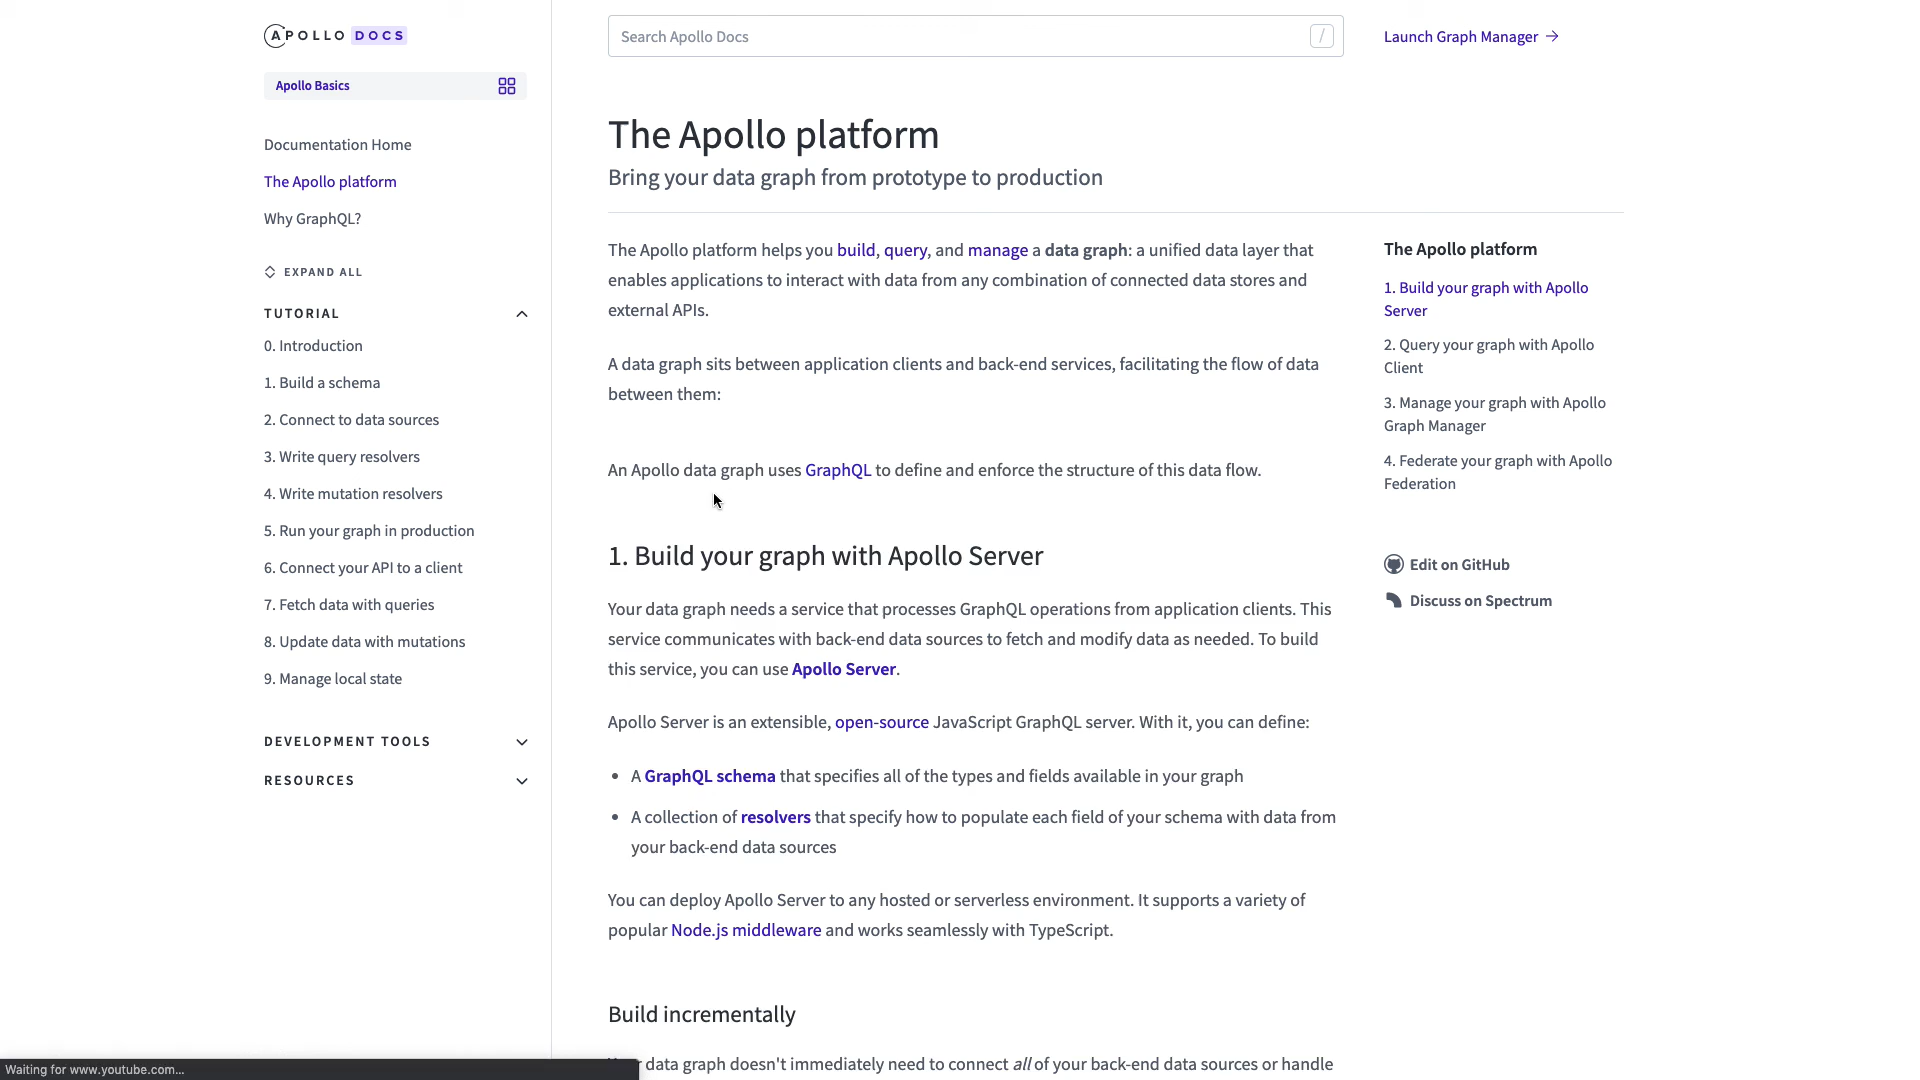 APOLLO DOCS
Apollo Basics
Documentation Home
The Apollo platform
Why GraphQL?
EXPAND ALL
TUTORIAL
0. Introduction
1. Build a schema
2. Connect to data sources
3. Write query resolvers
4. Write mutation resolvers
5. Run your graph in production
6. Connect your API to a client
7. Fetch data with queries
8. Update data with mutations
9. Manage local state
DEVELOPMENT TOOLS
RESOURCES
Search Apollo Docs
/
Launch Graph Manager →
The Apollo platform
Bring your data graph from prototype to production
The Apollo platform helps you build, query, and manage a data graph: a unified data layer that
enables applications to interact with data from any combination of connected data stores and
external APIs.
A data graph sits between application clients and back-end services, facilitating the flow of data
between them:
An Apollo data graph uses GraphQL to define and enforce the structure of this data flow.
1. Build your graph with Apollo Server
Your data graph needs a service that processes GraphQL operations from application clients. This
service communicates with back-end data sources to fetch and modify data as needed. To build
this service, you can use Apollo Server.
Apollo Server is an extensible, open-source JavaScript GraphQL server. With it, you can define:
• A GraphQL schema that specifies all of the types and fields available in your graph
• A collection of resolvers that specify how to populate each field of your schema with data from
your back-end data sources
You can deploy Apollo Server to any hosted or serverless environment. It supports a variety of
popular Node.js middleware and works seamlessly with TypeScript.
Build incrementally
data graph doesn't immediately need to connect all of your back-end data sources or handle
The Apollo platform
1. Build your graph with Apollo
Server
2. Query your graph with Apollo
Client
3. Manage your graph with Apollo
Graph Manager
4. Federate your graph with Apollo
Federation
Edit on GitHub
Discuss on Spectrum
Waiting for www.youtube.com...